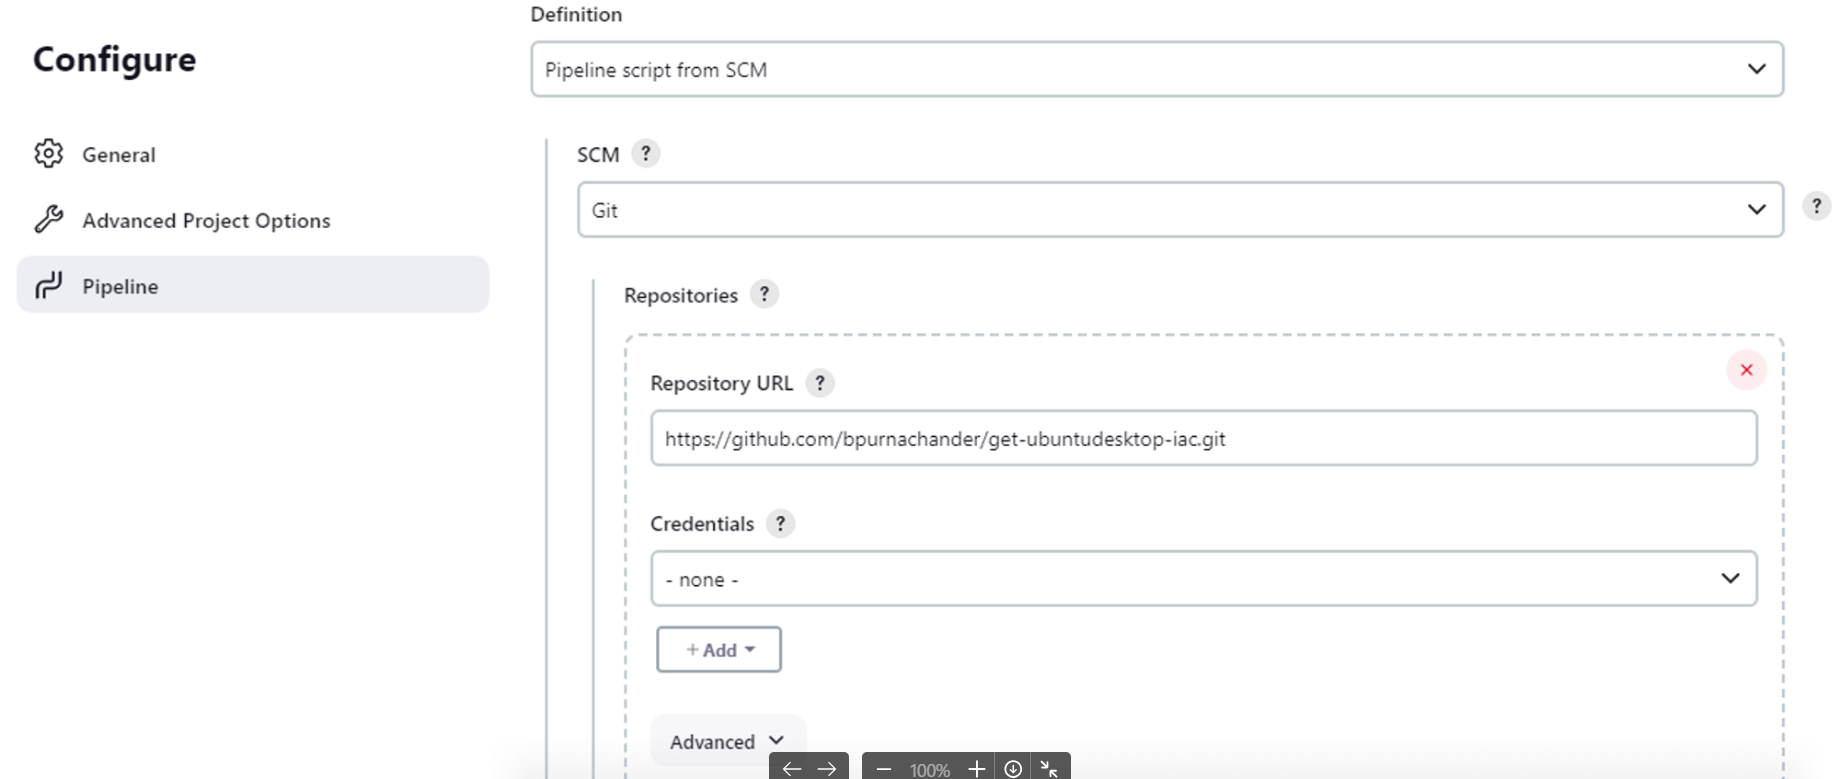 Configure
General
Advanced Project Options
Pipeline
Definition
Pipeline script from SCM
SCM ?
Git
?
Repositories ?
Repository URL ?
https://github.com/bpurnachander/get-ubuntudesktop-iac.git
Credentials ?
- none -
+ Add
Advanced
100%